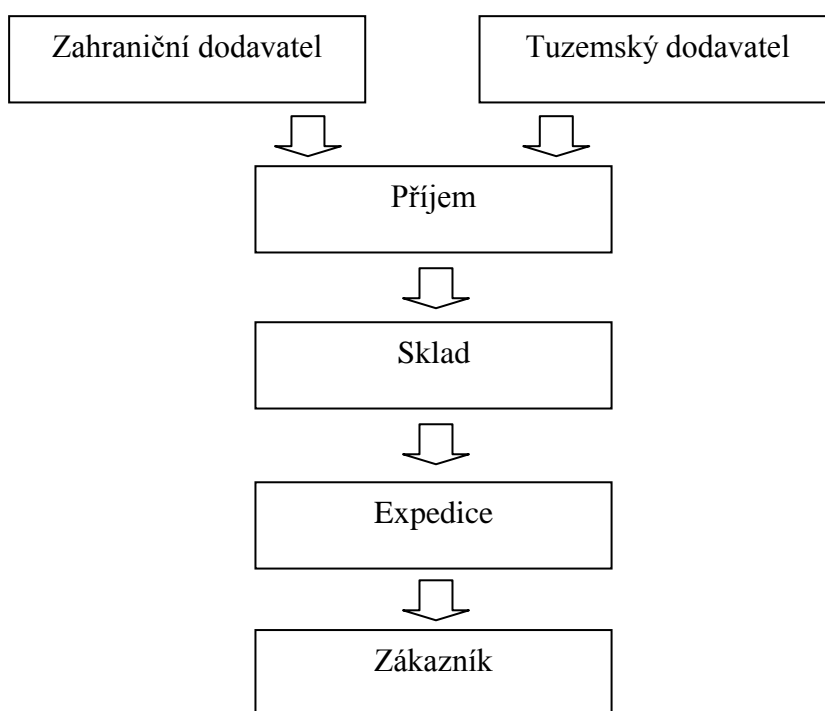 Zahraniční dodavatel
Tuzemský dodavatel
Příjem
Sklad
Expedice
Zákazník